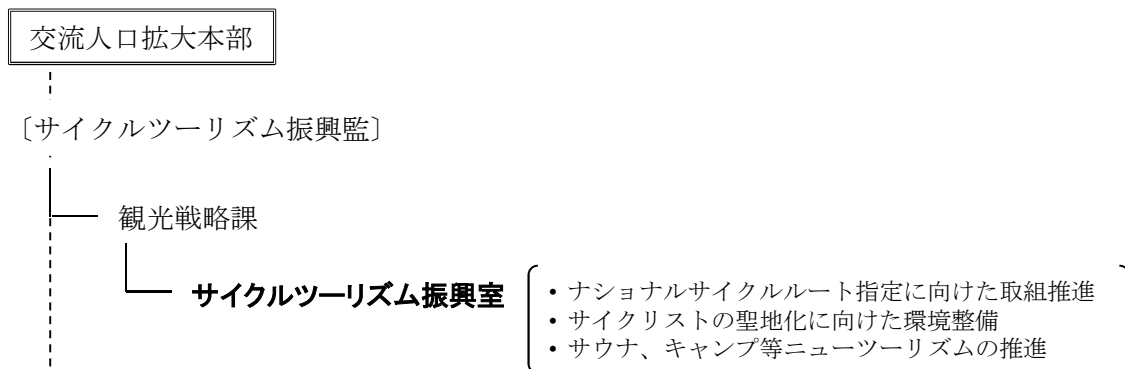 交流人口拡大本部
〔サイクルツーリズム振興監〕
観光戦略課
サイクルツーリズム振興室
・ナショナルサイクルルート指定に向けた取組推進
・サイクリストの聖地化に向けた環境整備
・サウナ、キャンプ等ニューツーリズムの推進